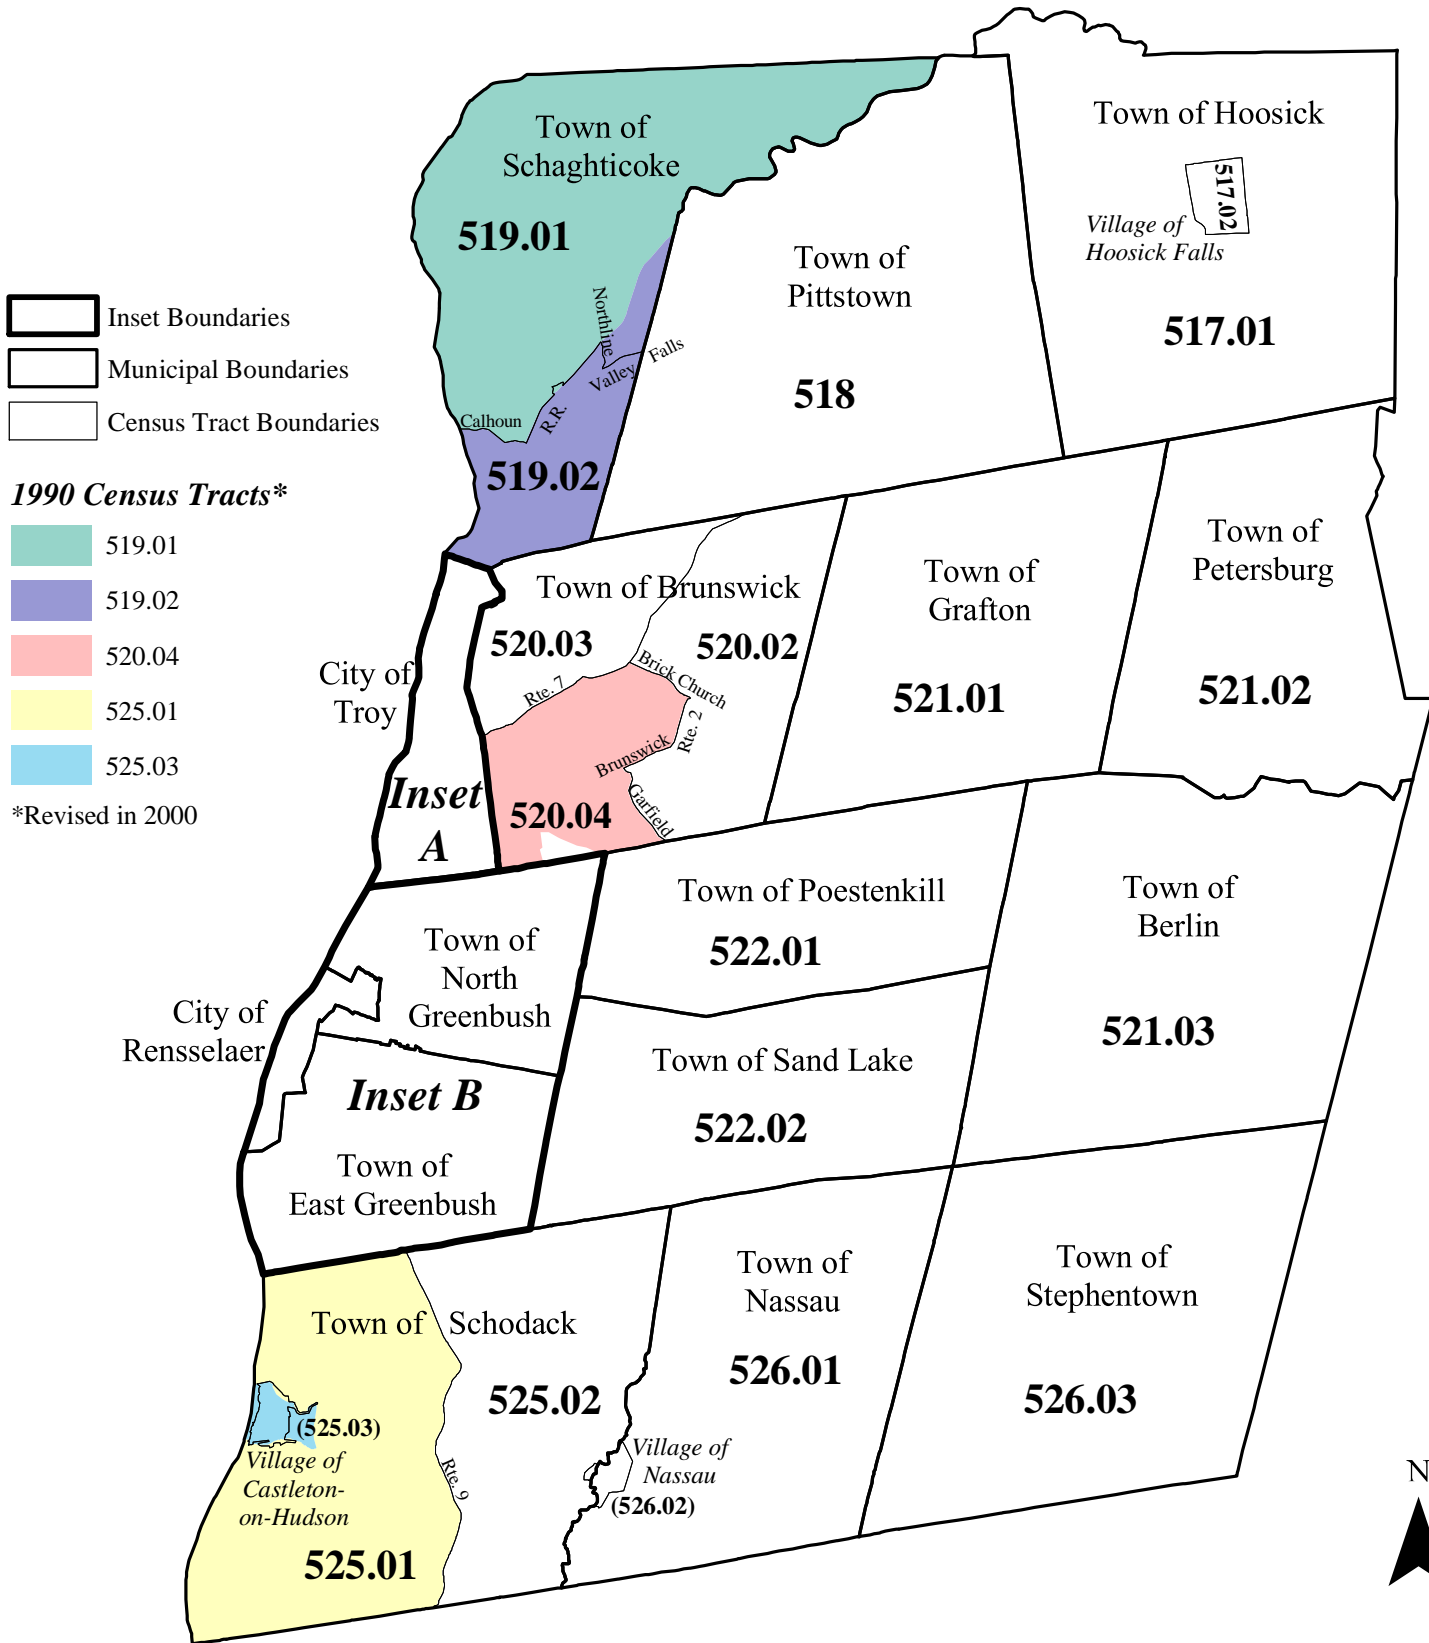 Town of
Schaghticoke
519.01
Town of Hoosick
517.02
Village of
Hoosick Falls
517.01
Town of
Pittstown
518
Northline
Valley Falls
Calhoun
R.R.
519.02
Inset Boundaries
Municipal Boundaries
Census Tract Boundaries
1990 Census Tracts*
519.01
519.02
520.04
525.01
525.03
*Revised in 2000
Town of Brunswick
520.03
520.02
Brick Church
Rte. 7
Rte. 2
Brunswick
Garfield
520.04
Town of
Grafton
521.01
Town of
Petersburg
521.02
City of
Troy
Inset
A
Town of Poestenkill
522.01
Town of
Berlin
521.03
Town of
North
Greenbush
City of
Rensselaer
Inset B
Town of
East Greenbush
Town of Sand Lake
522.02
Town of Schodack
525.02
(525.03)
Village of
Castleton-
on-Hudson
525.01
Rte. 9
Town of
Nassau
526.01
Village of
Nassau
(526.02)
Town of
Stephentown
526.03
N